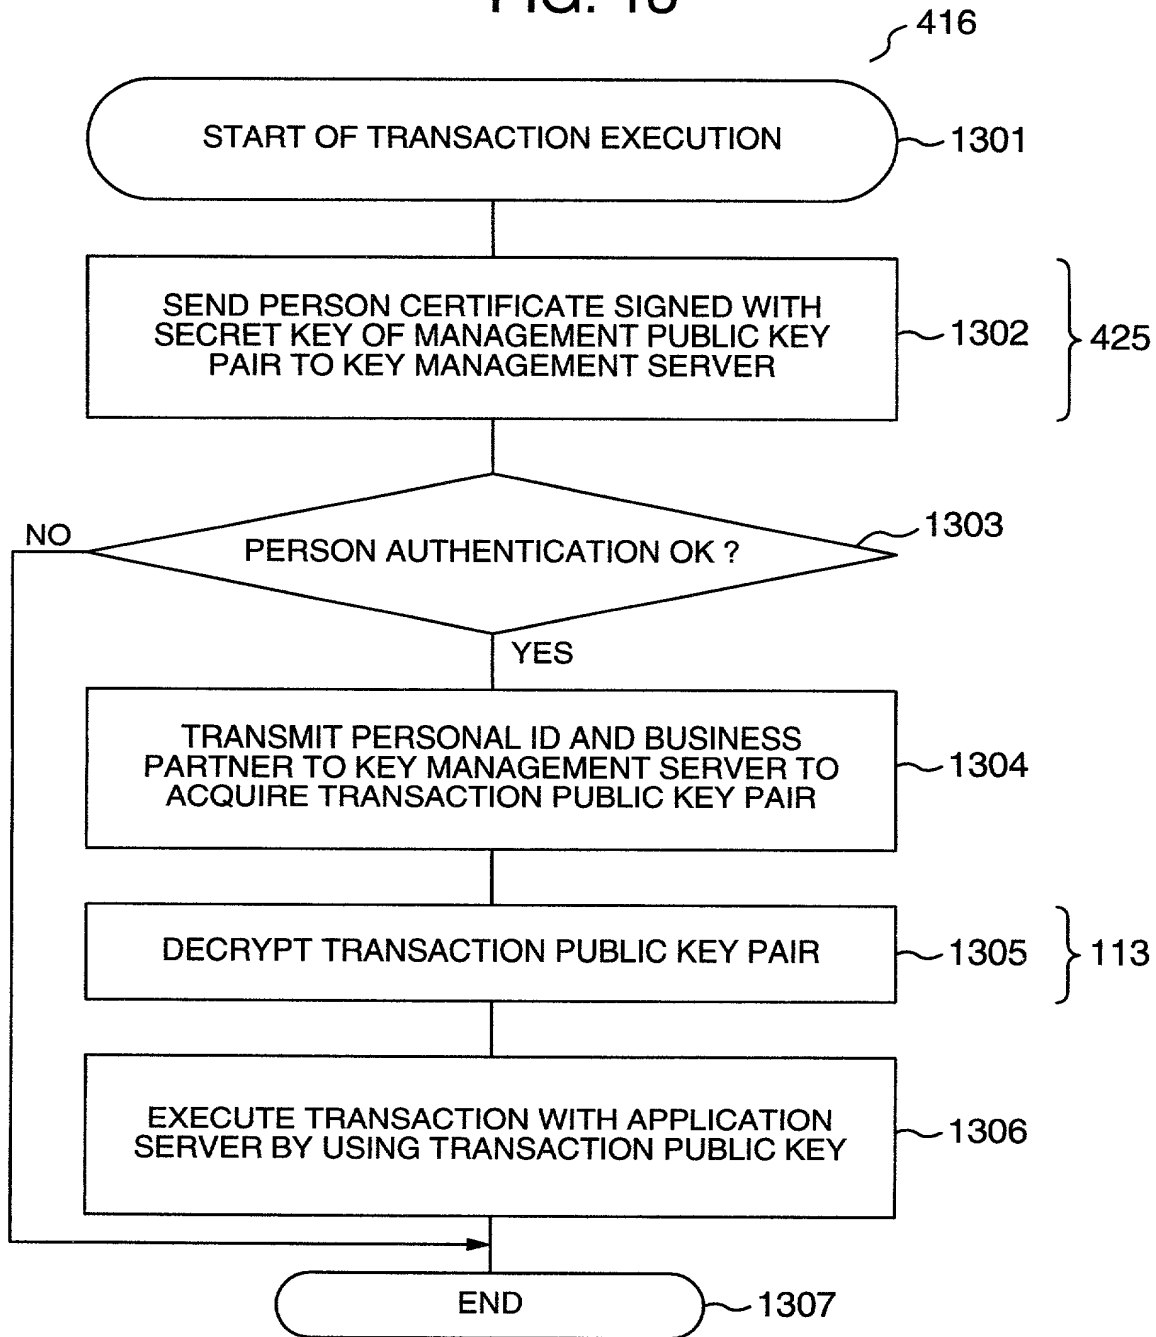 416
START OF TRANSACTION EXECUTION
1301
SEND PERSON CERTIFICATE SIGNED WITH
SECRET KEY OF MANAGEMENT PUBLIC KEY
PAIR TO KEY MANAGEMENT SERVER
1302
425
NO
PERSON AUTHENTICATION OK ?
1303
YES
TRANSMIT PERSONAL ID AND BUSINESS
PARTNER TO KEY MANAGEMENT SERVER TO
ACQUIRE TRANSACTION PUBLIC KEY PAIR
1304
DECRYPT TRANSACTION PUBLIC KEY PAIR
1305
113
EXECUTE TRANSACTION WITH APPLICATION
SERVER BY USING TRANSACTION PUBLIC KEY
1306
END
1307